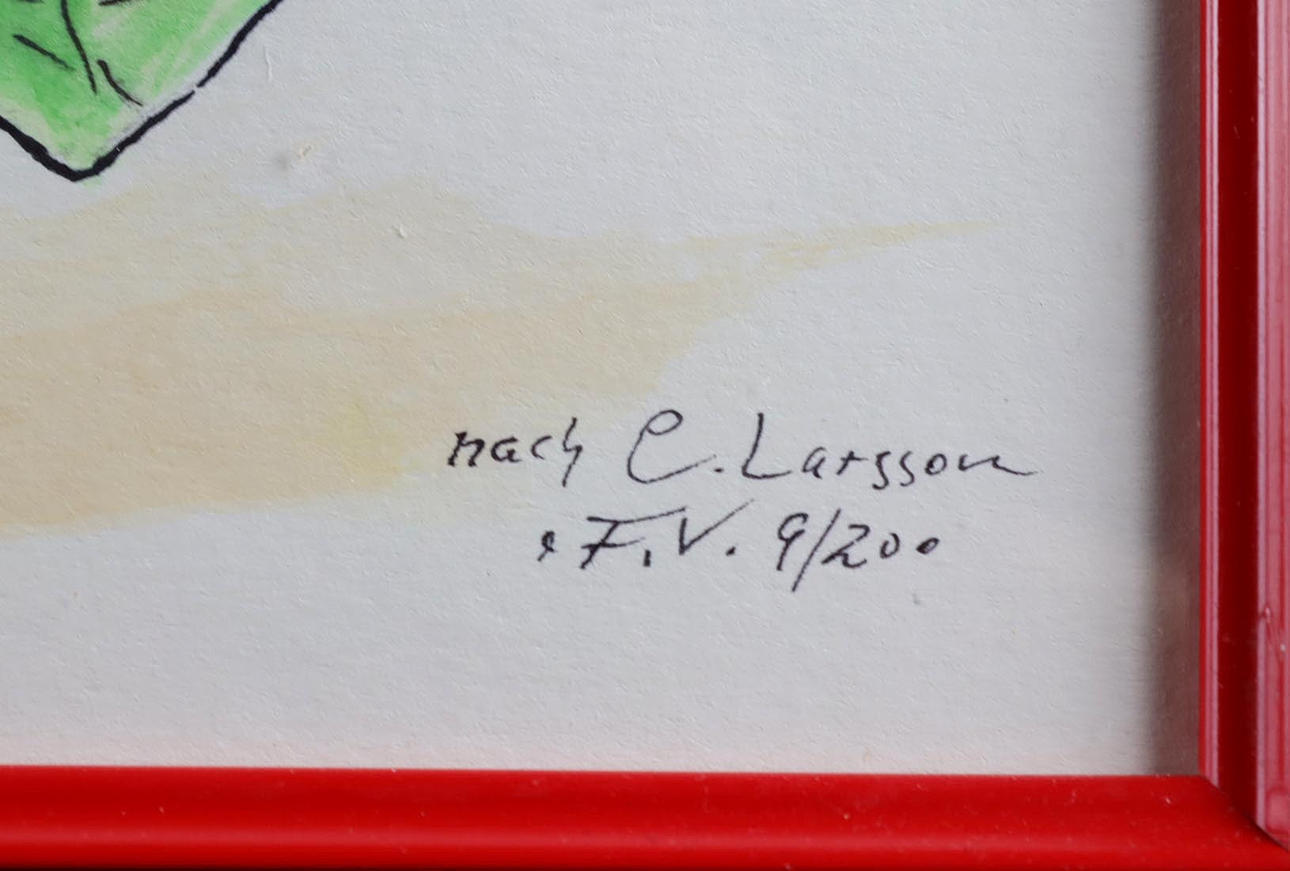 nach C. Larsson
F. V. 9/200